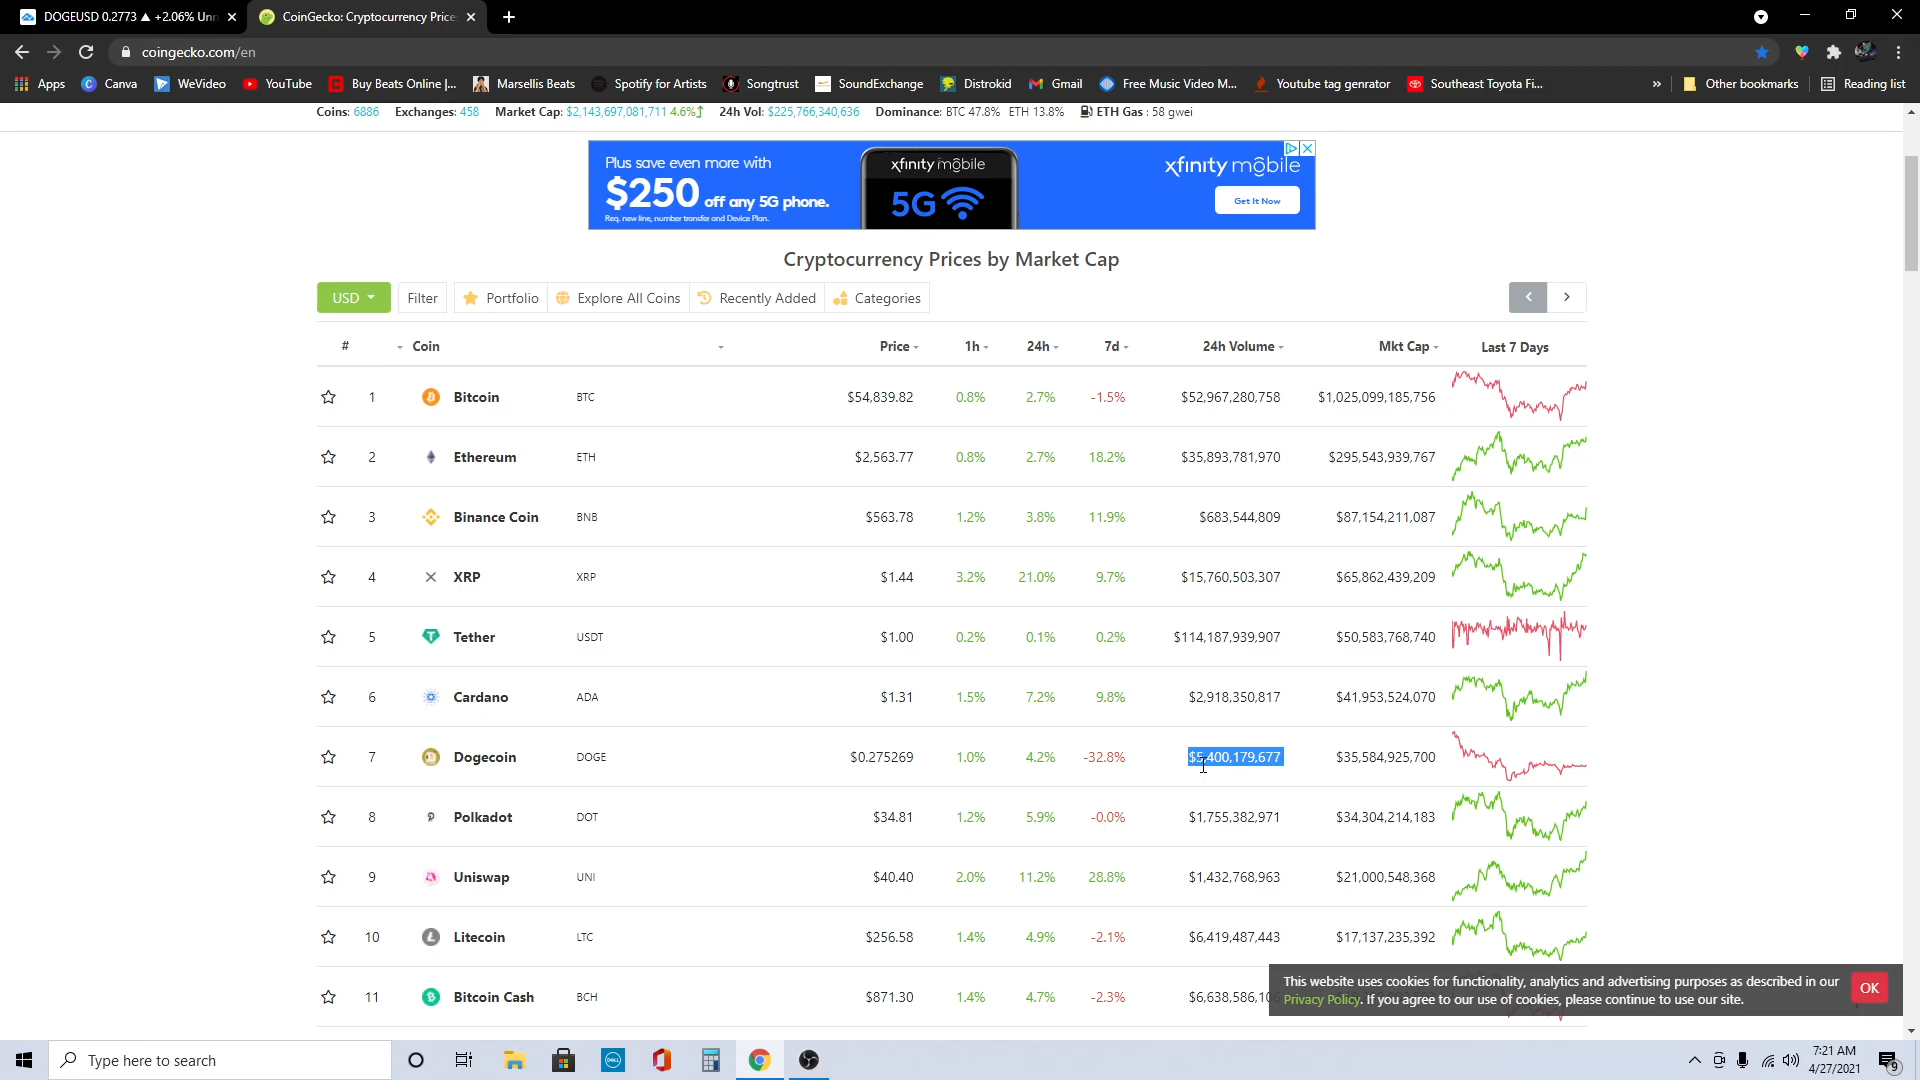 DOGEUSD 0.2773 ▲ +2.06% Unn
CoinGecko: Cryptocurrency Price
coingecko.com/en
Apps Canva WeVideo YouTube Buy Beats Online |... Marsellis Beats Spotify for Artists Songtrust SoundExchange Distrokid Gmail Free Music Video M... Youtube tag genrator Southeast Toyota Fi... » Other bookmarks Reading list
Coins: 6886 Exchanges: 458 Market Cap: $2,143,697,081,711 4.6% 24h Vol: $225,766,340,636 Dominance: BTC 47.8% ETH 13.8% ETH Gas : 58 gwei
Plus save even more with
$250 off any 5G phone.
Req. new line, number transfer and Device Plan.
xfinity mobile
5G
xfinity mobile
Get It Now
Cryptocurrency Prices by Market Cap
USD Filter Portfolio Explore All Coins Recently Added Categories
# Coin Price 1h 24h 7d 24h Volume Mkt Cap Last 7 Days
1 Bitcoin BTC $54,839.82 0.8% 2.7% -1.5% $52,967,280,758 $1,025,099,185,756
2 Ethereum ETH $2,563.77 0.8% 2.7% 18.2% $35,893,781,970 $295,543,939,767
3 Binance Coin BNB $563.78 1.2% 3.8% 11.9% $683,544,809 $87,154,211,087
4 XRP XRP $1.44 3.2% 21.0% 9.7% $15,760,503,307 $65,862,439,209
5 Tether USDT $1.00 0.2% 0.1% 0.2% $114,187,939,907 $50,583,768,740
6 Cardano ADA $1.31 1.5% 7.2% 9.8% $2,918,350,817 $41,953,524,070
7 Dogecoin DOGE $0.275269 1.0% 4.2% -32.8% $5,400,179,677 $35,584,925,700
8 Polkadot DOT $34.81 1.2% 5.9% -0.0% $1,755,382,971 $34,304,214,183
9 Uniswap UNI $40.40 2.0% 11.2% 28.8% $1,432,768,963 $21,000,548,368
10 Litecoin LTC $256.58 1.4% 4.9% -2.1% $6,419,487,443 $17,137,235,392
11 Bitcoin Cash BCH $871.30 1.4% 4.7% -2.3% $6,638,586,10
This website uses cookies for functionality, analytics and advertising purposes as described in our
Privacy Policy. If you agree to our use of cookies, please continue to use our site.
OK
Type here to search
DELL
7:21 AM
4/27/2021
9